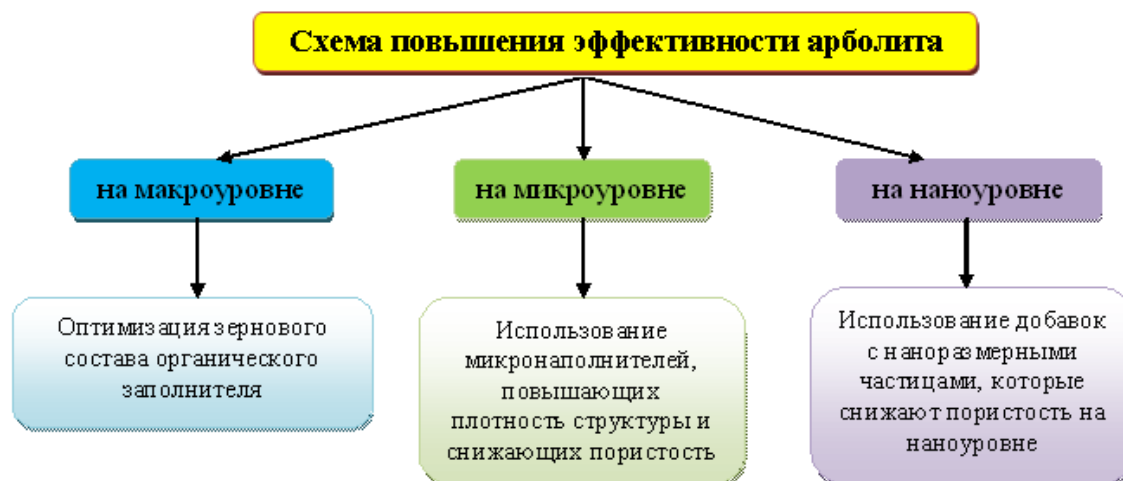 Схема повышения эффективности арболита
на макроуровне
на микроуровне
на наноуровне
Оптимизация зернового
состава органического
заполнителя
Использование
микронаполнителей,
повышающих
плотность структуры и
снижающих пористость
Использование добавок
с наноразмерными
частицами, которые
снижают пористость на
наноуровне